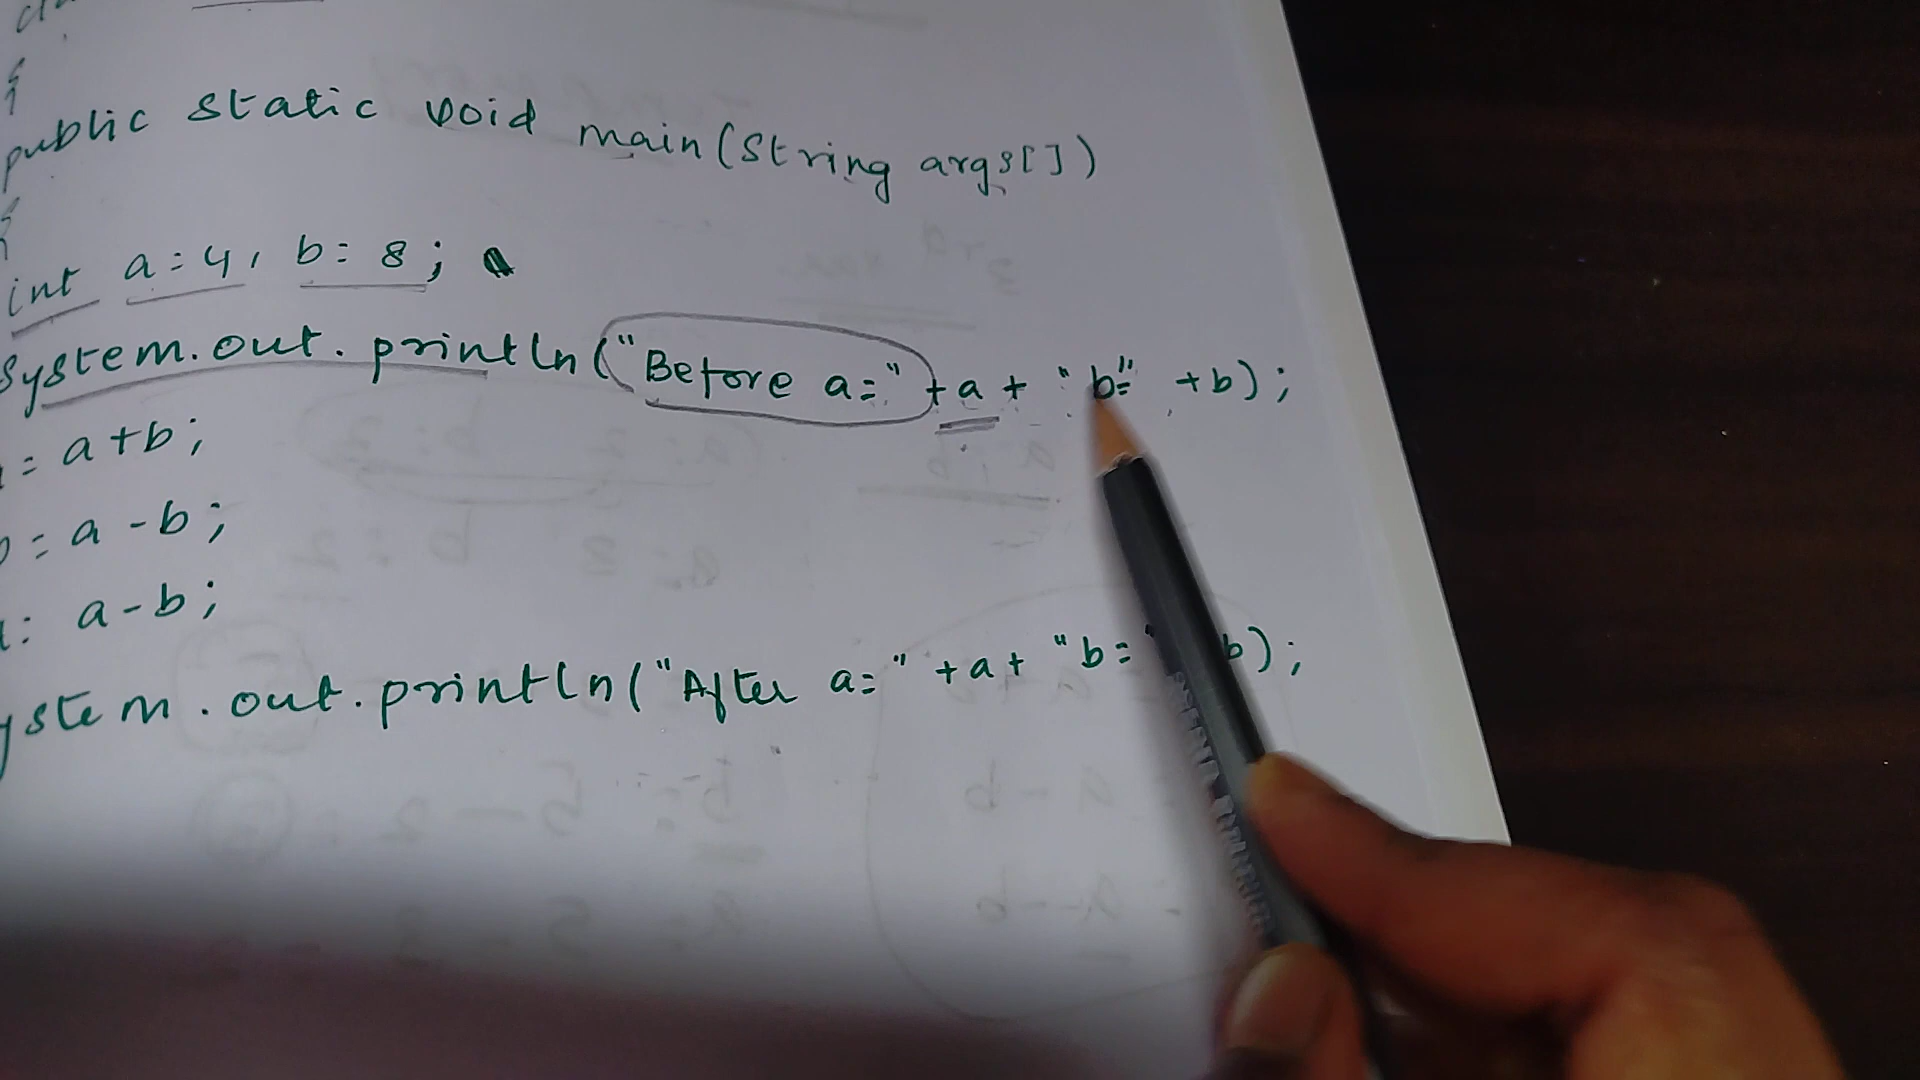 {
public static void main(String args[])
{
int a=4, b=8;
System.out.println("Before a=" +a+ "b=" +b);
= a+b;
= a-b;
= a-b;
ystem.out.println("After a=" +a+ "b=" b);